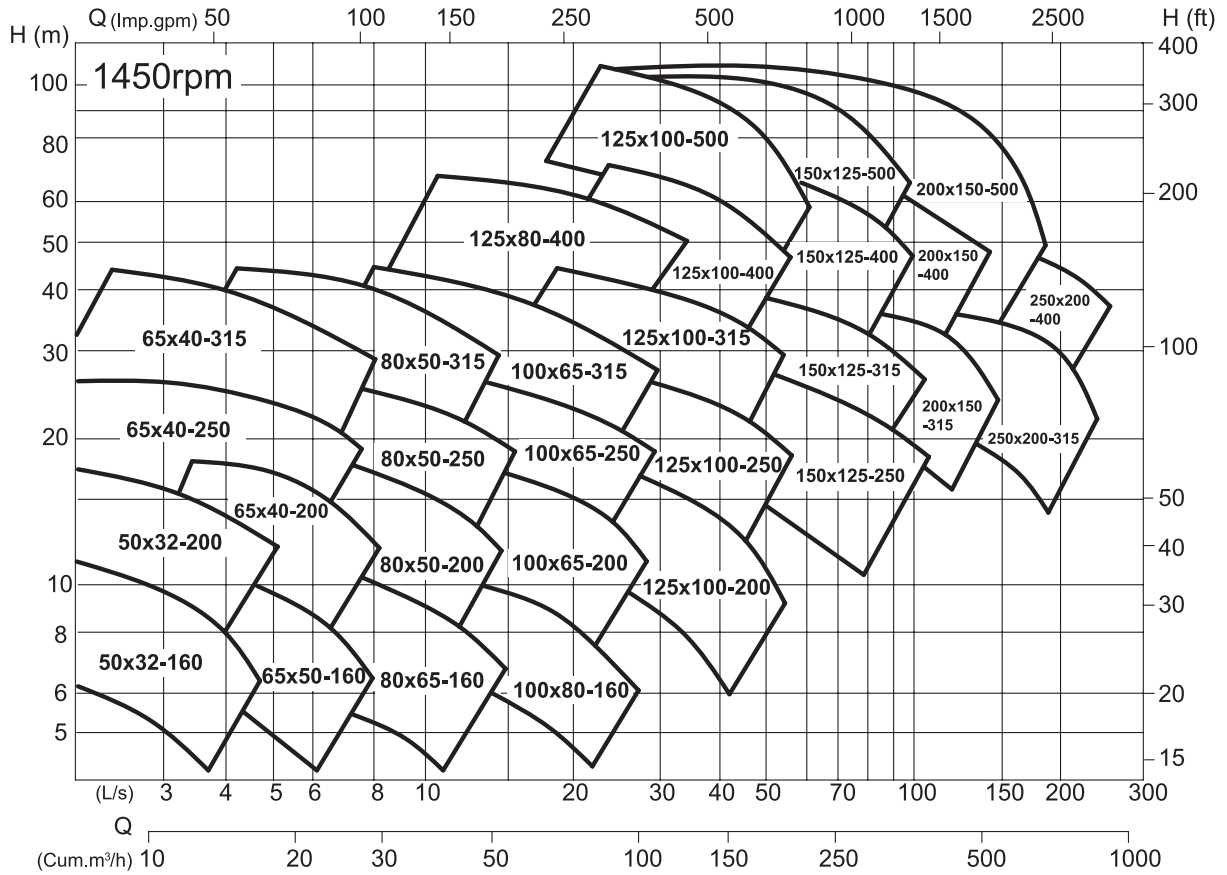 Q (Imp.gpm) 50 100 150 250 500 1000 1500 2500
H (m) H (ft)
1450rpm
400
100
300
125x100-500
80
150x125-500
200x150-500
200
60
125x80-400
50
125x100-400
150x125-400
200x150
-400
40
250x200
-400
65x40-315
125x100-315
100
30
80x50-315
100x65-315
150x125-315
200x150
-315
65x40-250
20
250x200-315
80x50-250
100x65-250
125x100-250
150x125-250
65x40-200
50
50x32-200
40
80x50-200
100x65-200
10
125x100-200
30
8
50x32-160
65x50-160
80x65-160
100x80-160
6
20
5
15
(L/s) 3 4 5 6 8 10 20 30 40 50 70 100 150 200 300
Q
(Cum.m³/h) 10 20 30 50 100 150 250 500 1000